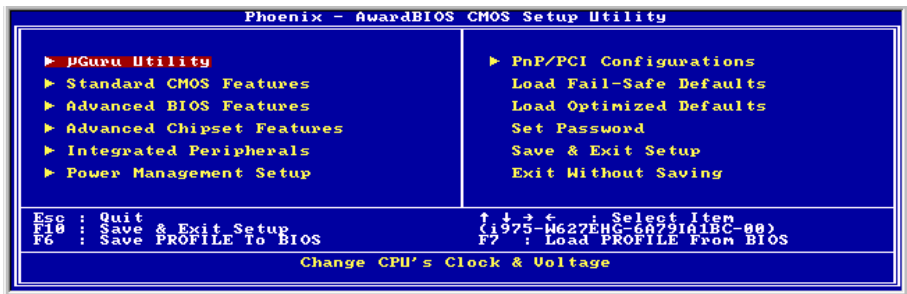 Phoenix - AwardBIOS CMOS Setup Utility
► µGuru Utility
► Standard CMOS Features
► Advanced BIOS Features
► Advanced Chipset Features
► Integrated Peripherals
► Power Management Setup
► PnP/PCI Configurations
Load Fail-Safe Defaults
Load Optimized Defaults
Set Password
Save & Exit Setup
Exit Without Saving
Esc : Quit
F10 : Save & Exit Setup
F6 : Save PROFILE To BIOS
↑ ↓ → ← : Select Item
(i975-W627EHG-6A79IA1BC-00)
F7 : Load PROFILE From BIOS
Change CPU's Clock & Voltage